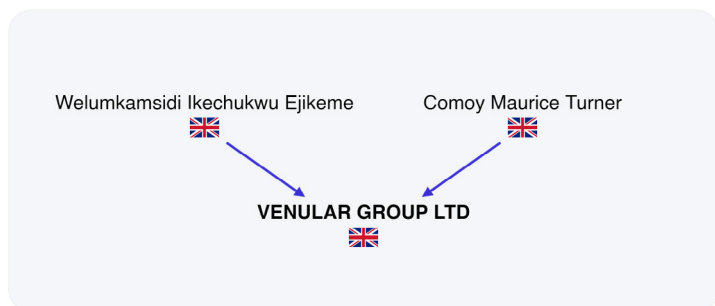 Welumkamsidi Ikechukwu Ejikeme
Comoy Maurice Turner
VENULAR GROUP LTD